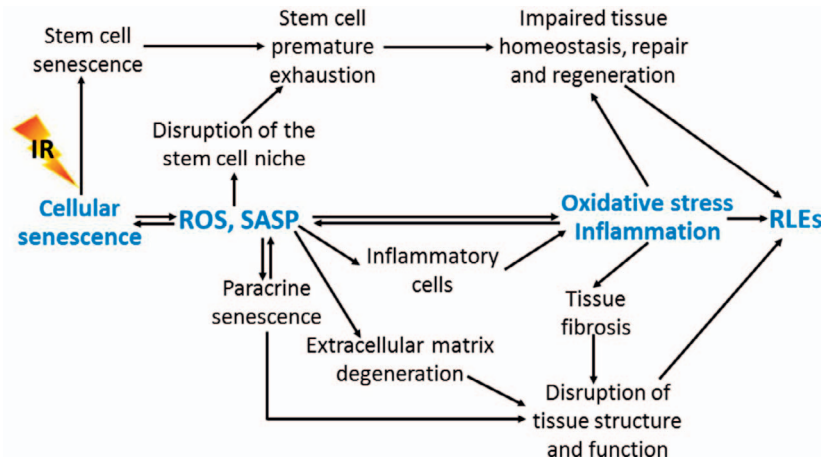 Stem cell
senescence
Stem cell
premature
exhaustion
Impaired tissue
homeostasis, repair
and regeneration
IR
Disruption of the
stem cell niche
Cellular
senescence
ROS, SASP
Oxidative stress
Inflammation
RLEs
Inflammatory
cells
Paracrine
senescence
Tissue
fibrosis
Extracellular matrix
degeneration
Disruption of
tissue structure
and function